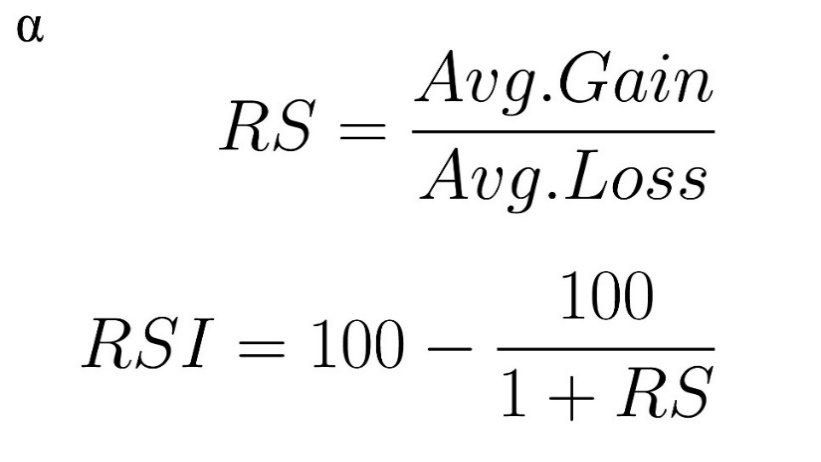 α
RS = Avg.Gain / Avg.Loss
RSI = 100 − 100 / 1 + RS